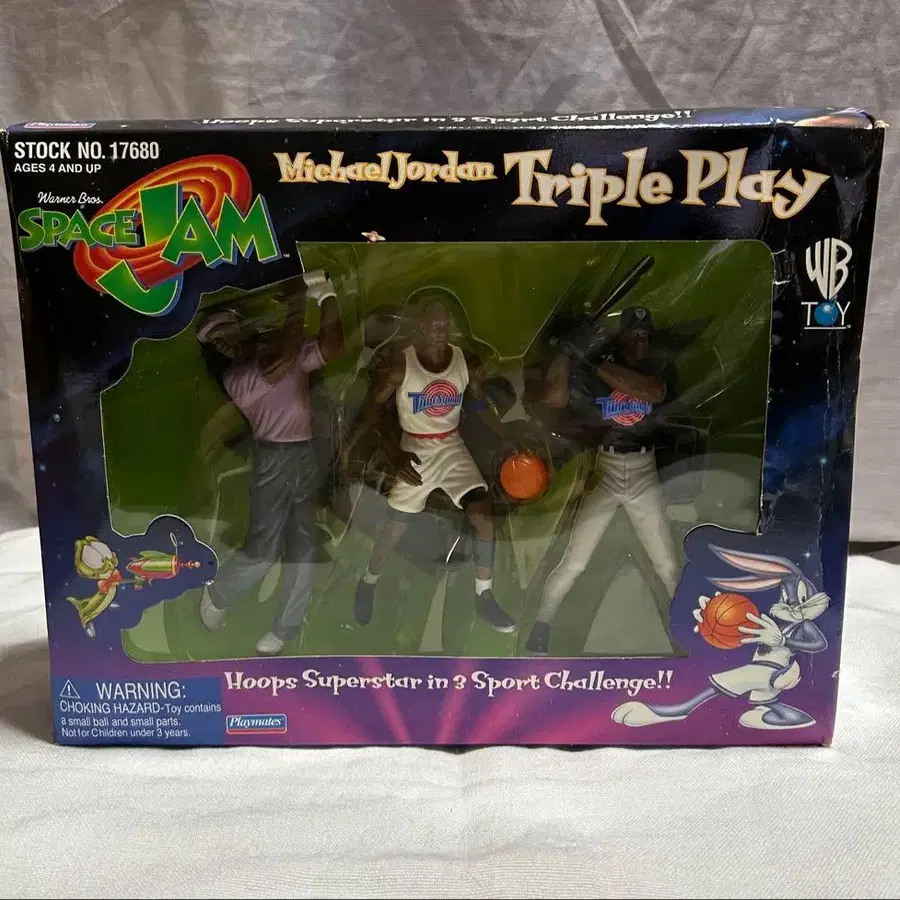 Playmates
Hoops Superstar in 3 Sport Challenge!!
STOCK NO. 17680
AGES 4 AND UP
Michael Jordan Triple Play
Warner Bros.
SPACE JAM
TM
WB
TOY
Tune Squad
Tune Squad
Hoops Superstar in 3 Sport Challenge!!
WARNING:
CHOKING HAZARD-Toy contains
a small ball and small parts.
Not for Children under 3 years.
Playmates